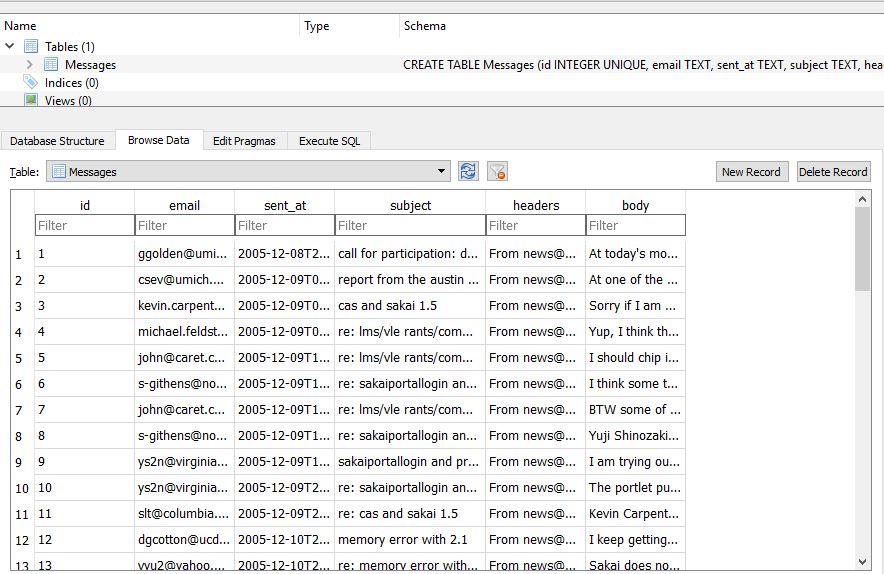 Name Type Schema
Tables (1)
Messages CREATE TABLE Messages (id INTEGER UNIQUE, email TEXT, sent_at TEXT, subject TEXT, hea
Indices (0)
Views (0)
Database Structure Browse Data Edit Pragmas Execute SQL
Table: Messages New Record Delete Record
id email sent_at subject headers body
Filter Filter Filter Filter Filter Filter
1 1 ggolden@umi... 2005-12-08T2... call for participation: d... From news@... At today's mo...
2 2 csev@umich.... 2005-12-09T0... report from the austin ... From news@... At one of the ...
3 3 kevin.carpent... 2005-12-09T0... cas and sakai 1.5 From news@... Sorry if I am ...
4 4 michael.feldst... 2005-12-09T0... re: lms/vle rants/com... From news@... Yup, I think th...
5 5 john@caret.c... 2005-12-09T1... re: lms/vle rants/com... From news@... I should chip i...
6 6 s-githens@no... 2005-12-09T1... re: sakaiportallogin an... From news@... I think some t...
7 7 john@caret.c... 2005-12-09T1... re: lms/vle rants/com... From news@... BTW some of ...
8 8 s-githens@no... 2005-12-09T1... re: sakaiportallogin an... From news@... Yuji Shinozaki...
9 9 ys2n@virginia... 2005-12-09T1... sakaiportallogin and pr... From news@... I am trying ou...
10 10 ys2n@virginia... 2005-12-09T2... re: sakaiportallogin an... From news@... The portlet pu...
11 11 slt@columbia.... 2005-12-09T2... re: cas and sakai 1.5 From news@... Kevin Carpent...
12 12 dgcotton@ucd... 2005-12-10T2... memory error with 2.1 From news@... I keep getting...
13 13 vvu2@yahoo.... 2005-12-10T2... re: memory error with... From news@... Sakai does no...